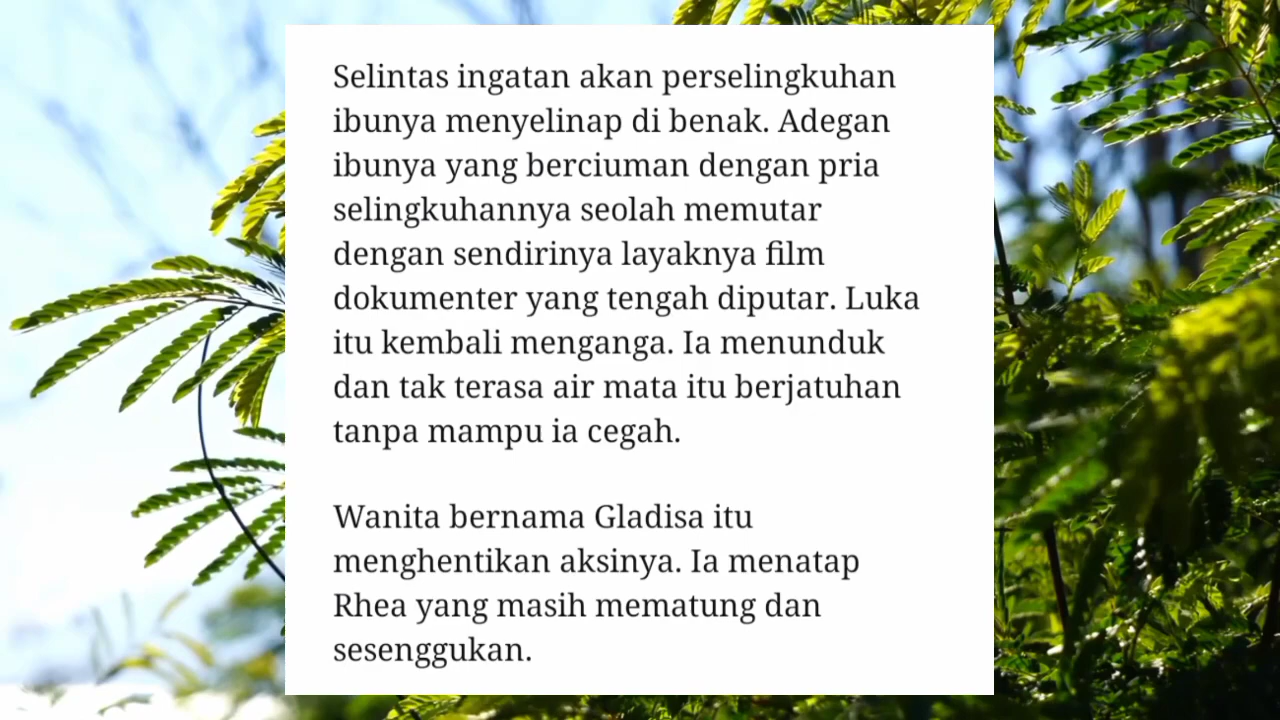 Selintas ingatan akan perselingkuhan
ibunya menyelinap di benak. Adegan
ibunya yang berciuman dengan pria
selingkuhannya seolah memutar
dengan sendirinya layaknya film
dokumenter yang tengah diputar. Luka
itu kembali menganga. Ia menunduk
dan tak terasa air mata itu berjatuhan
tanpa mampu ia cegah.
Wanita bernama Gladisa itu
menghentikan aksinya. Ia menatap
Rhea yang masih mematung dan
sesenggukan.